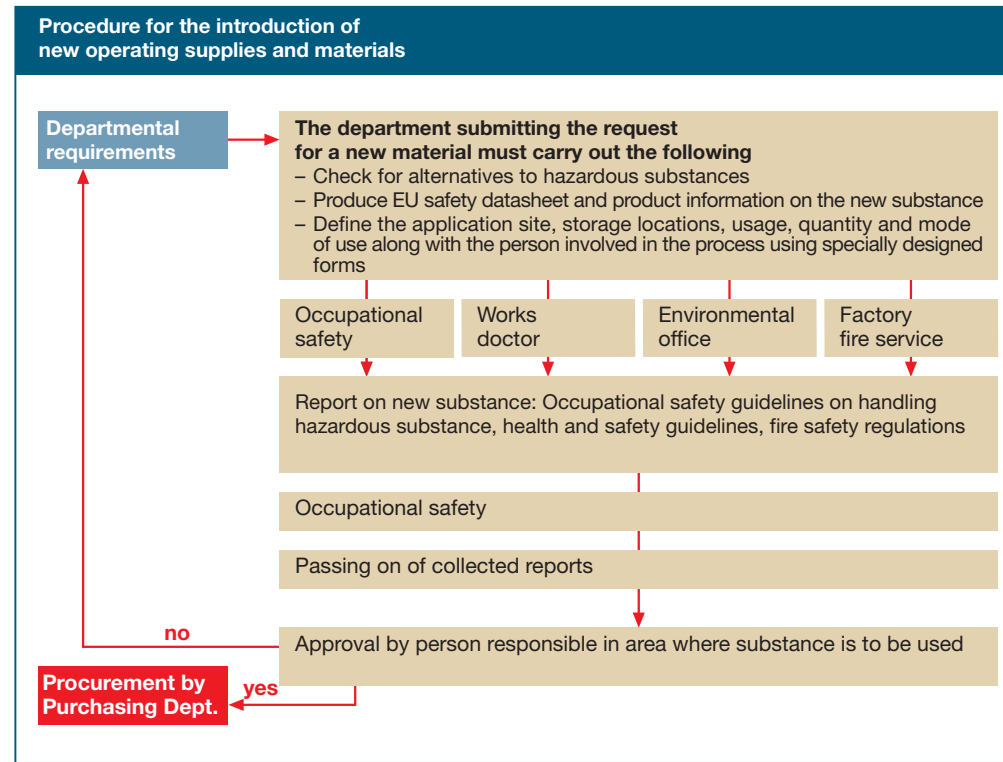 Procedure for the introduction of
new operating supplies and materials
Departmental
requirements
The department submitting the request
for a new material must carry out the following
– Check for alternatives to hazardous substances
– Produce EU safety datasheet and product information on the new substance
– Define the application site, storage locations, usage, quantity and mode
of use along with the person involved in the process using specially designed
forms
Occupational
safety
Works
doctor
Environmental
office
Factory
fire service
Report on new substance: Occupational safety guidelines on handling
hazardous substance, health and safety guidelines, fire safety regulations
Occupational safety
Passing on of collected reports
no
Approval by person responsible in area where substance is to be used
Procurement by
Purchasing Dept.
yes